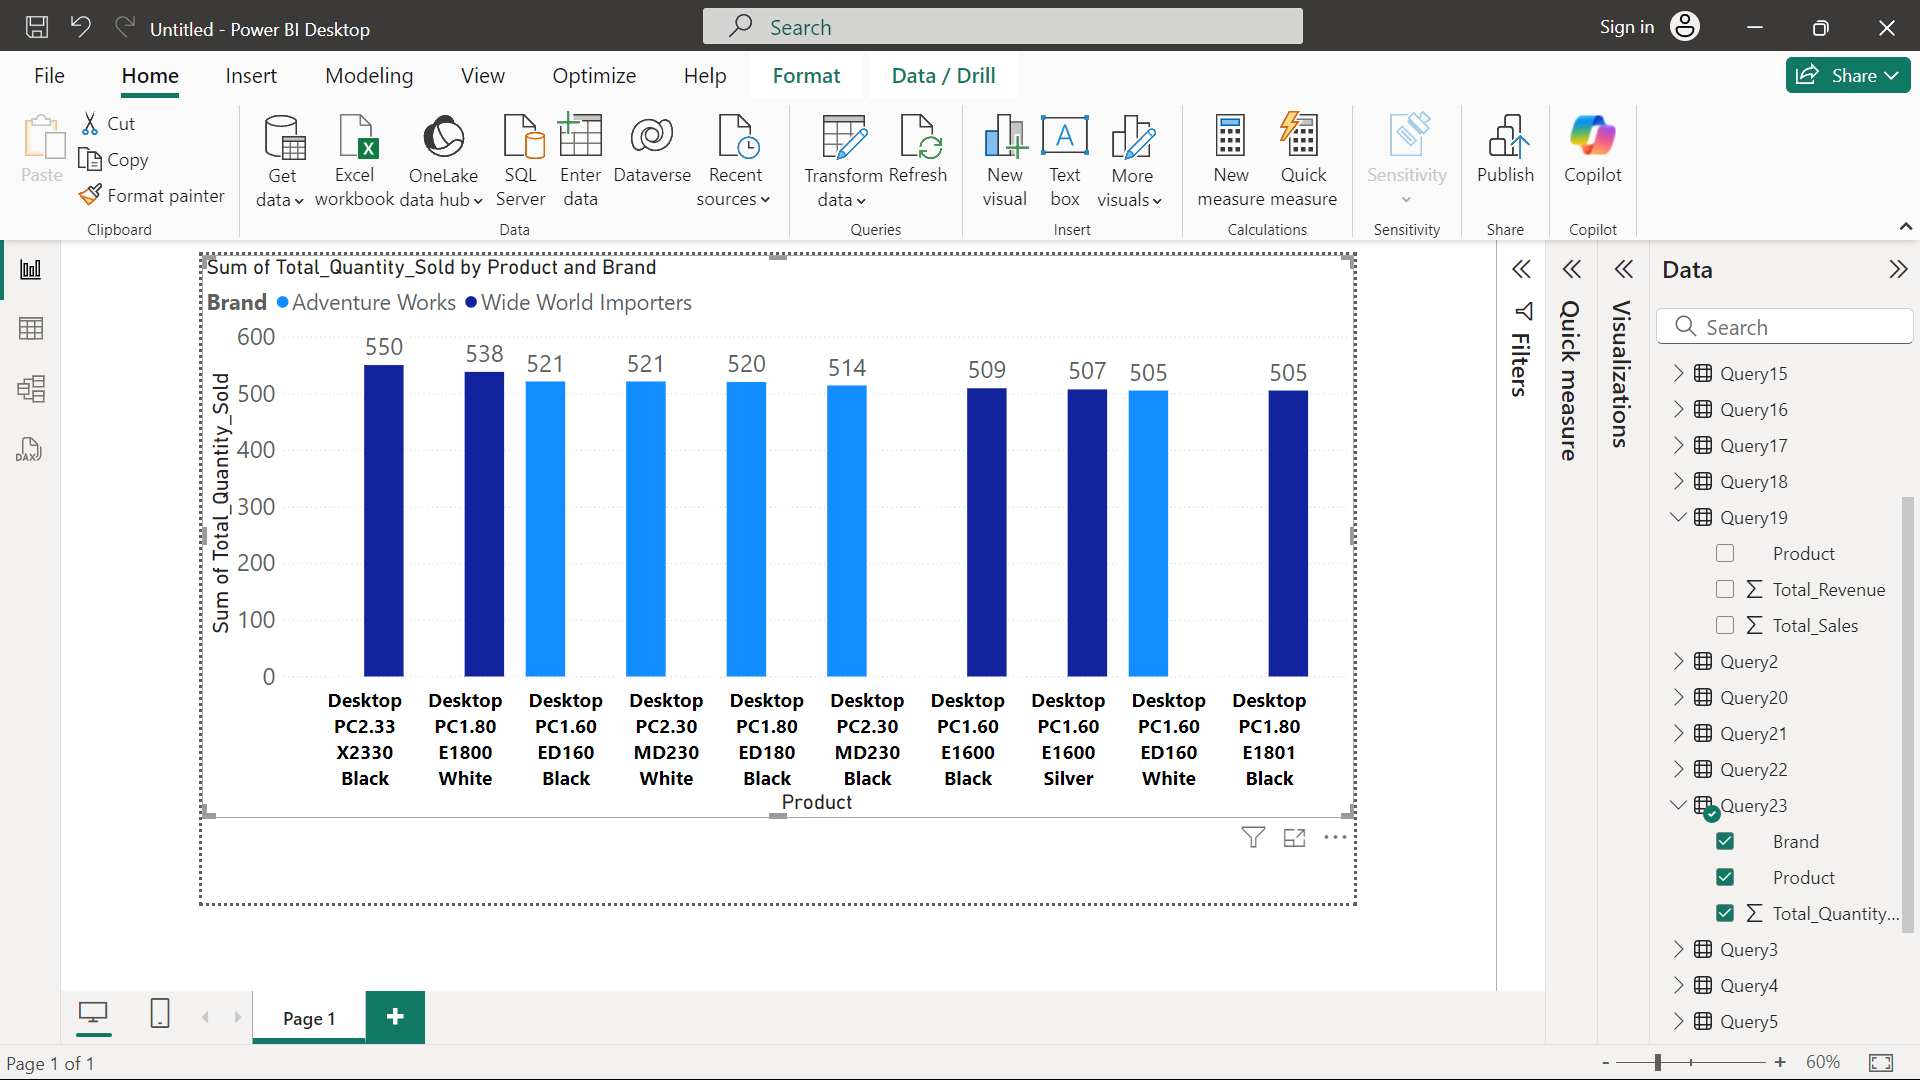 Untitled - Power BI Desktop
Search
Sign in
File
Home
Insert
Modeling
View
Optimize
Help
Format
Data / Drill
Share
Paste
Cut
Copy
Format painter
Clipboard
Get data
Excel workbook
OneLake data hub
SQL Server
Enter data
Dataverse
Recent sources
Data
Transform data
Refresh
Queries
New visual
Text box
More visuals
Insert
New measure
Quick measure
Calculations
Sensitivity
Sensitivity
Publish
Share
Copilot
Copilot
Sum of Total_Quantity_Sold by Product and Brand
Brand Adventure Works Wide World Importers
Sum of Total_Quantity_Sold
600
500
400
300
200
100
0
550
538
521
521
520
514
509
507
505
505
Desktop PC2.33 X2330 Black
Desktop PC1.80 E1800 White
Desktop PC1.60 ED160 Black
Desktop PC2.30 MD230 White
Desktop PC1.80 ED180 Black
Desktop PC2.30 MD230 Black
Desktop PC1.60 E1600 Black
Desktop PC1.60 E1600 Silver
Desktop PC1.60 ED160 White
Desktop PC1.80 E1801 Black
Product
Filters
Quick measure
Visualizations
Data
Search
Query15
Query16
Query17
Query18
Query19
Product
Total_Revenue
Total_Sales
Query2
Query20
Query21
Query22
Query23
Brand
Product
Total_Quantity...
Query3
Query4
Query5
DAX
Page 1
Page 1 of 1
- + 60%